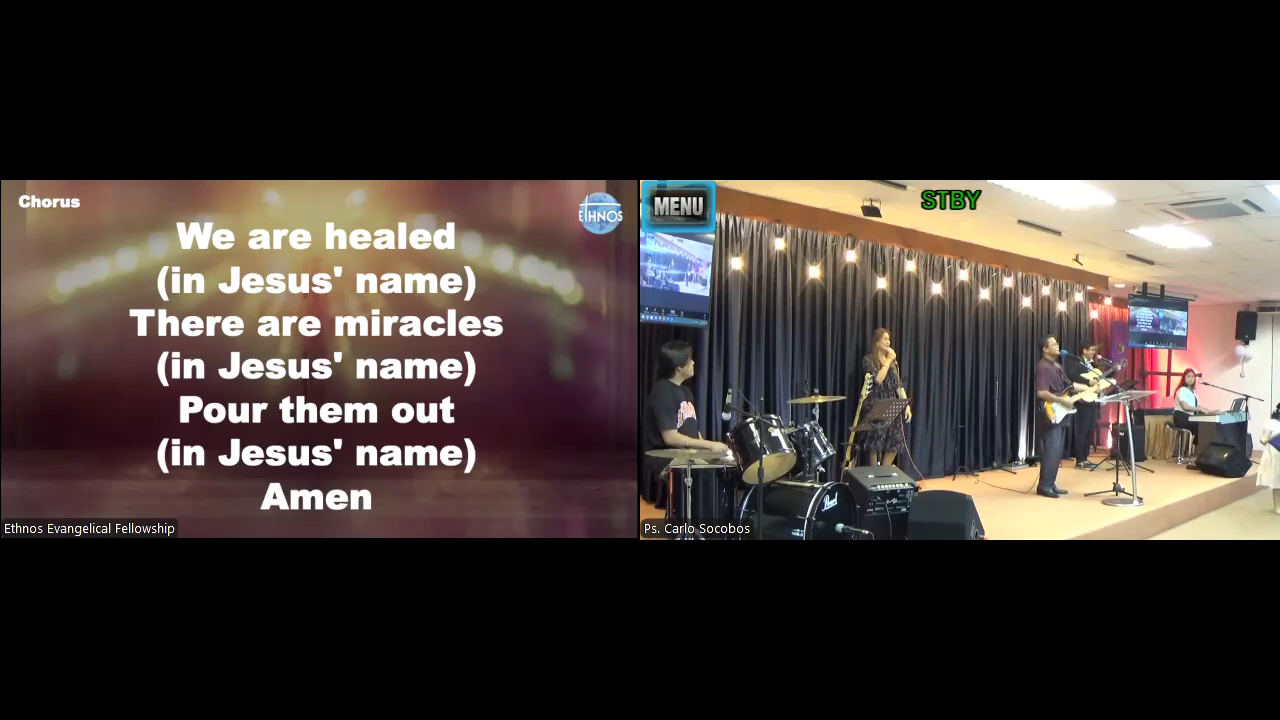 Chorus
ETHNOS
We are healed
(in Jesus' name)
There are miracles
(in Jesus' name)
Pour them out
(in Jesus' name)
Amen
Ethnos Evangelical Fellowship
MENU
STBY
Pearl
Ps. Carlo Socobos